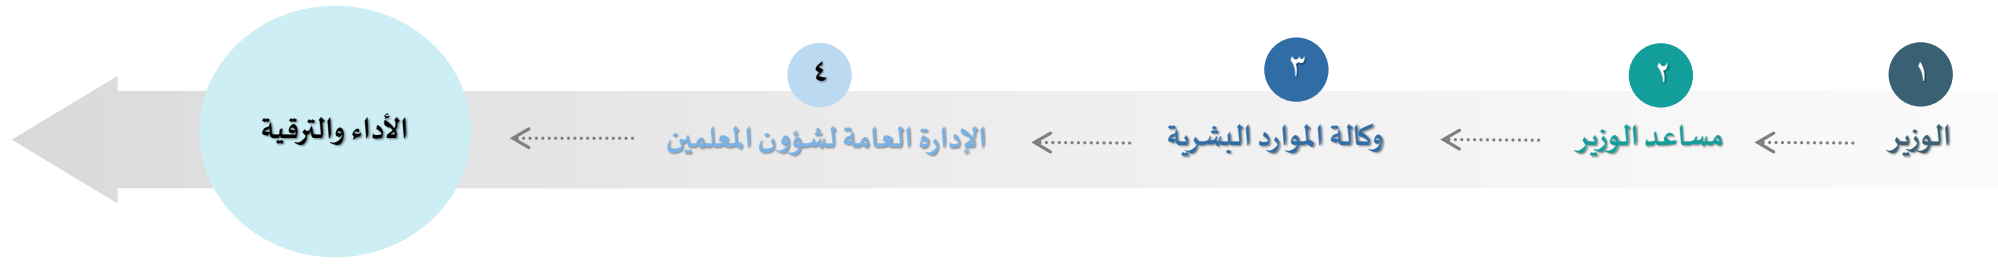 ١
الوزير
٢
مساعد الوزير
٣
وكالة الموارد البشرية
٤
الإدارة العامة لشؤون المعلمين
الأداء والترقية